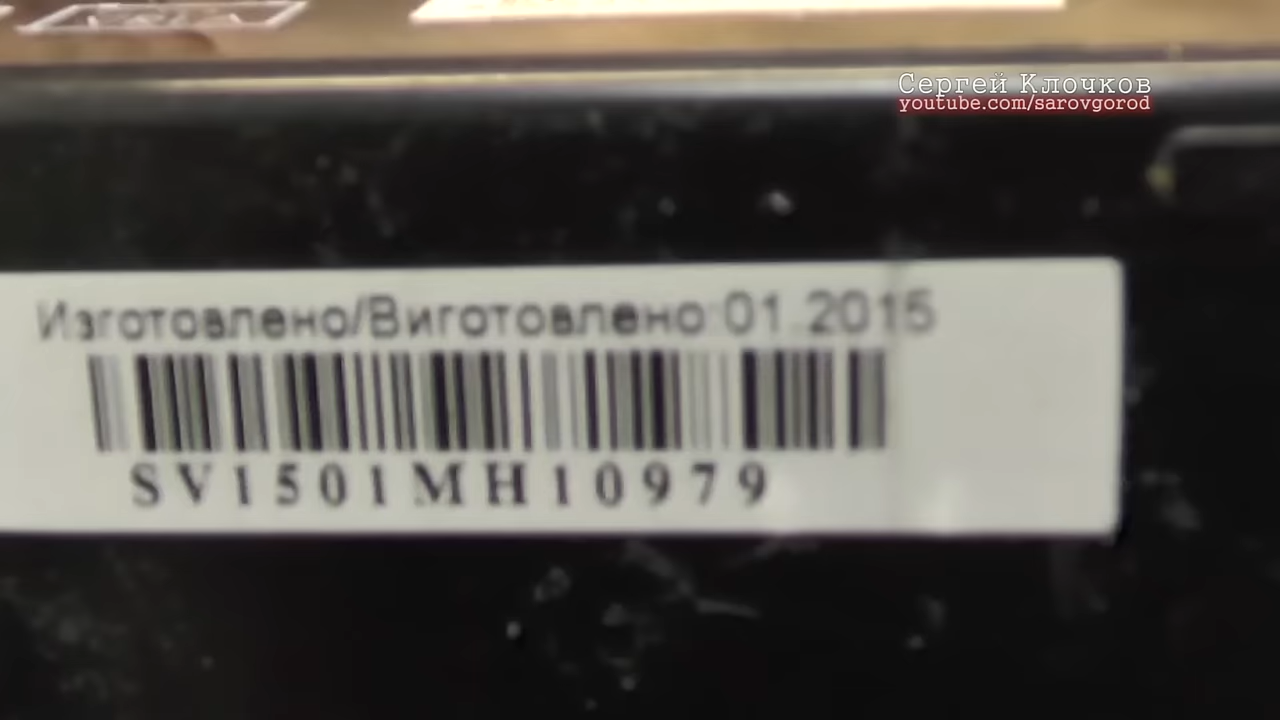 Сергей Клочков
youtube.com/sarovgorod
Изготовлено/Виготовлено:01.2015
SV1501MH10979